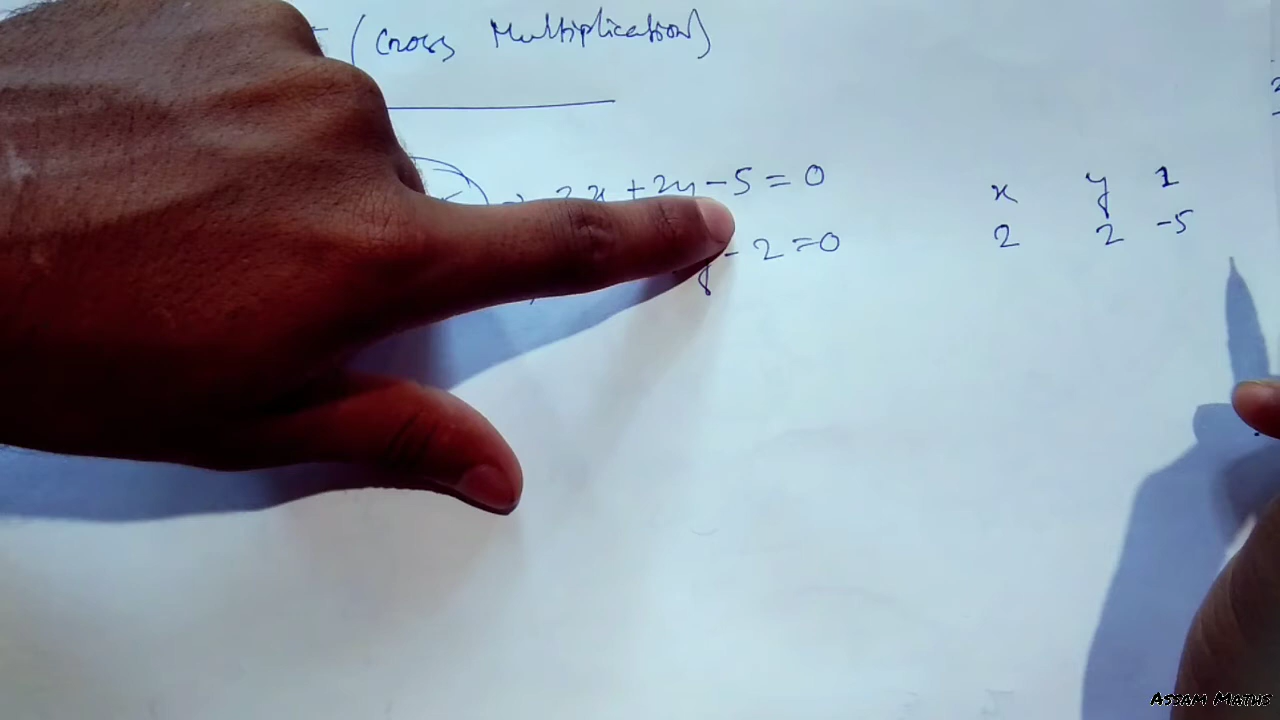 (Cross Multiplication)
2x + 2y - 5 = 0
y - 2 = 0
x y 1
2 2 -5
ASSAM MATHS